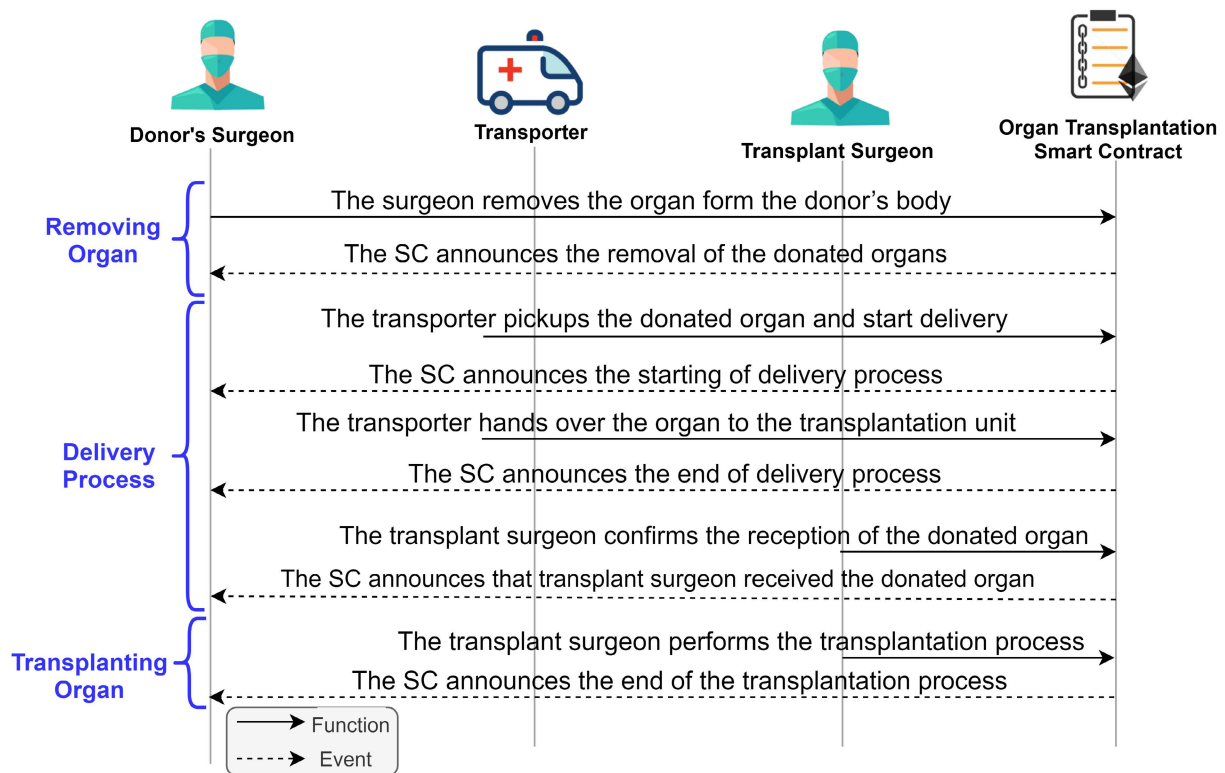 Donor's Surgeon
Transporter
Transplant Surgeon
Organ Transplantation
Smart Contract
Removing
Organ
The surgeon removes the organ form the donor’s body
The SC announces the removal of the donated organs
Delivery
Process
The transporter pickups the donated organ and start delivery
The SC announces the starting of delivery process
The transporter hands over the organ to the transplantation unit
The SC announces the end of delivery process
The transplant surgeon confirms the reception of the donated organ
The SC announces that transplant surgeon received the donated organ
Transplanting
Organ
The transplant surgeon performs the transplantation process
The SC announces the end of the transplantation process
Function
Event